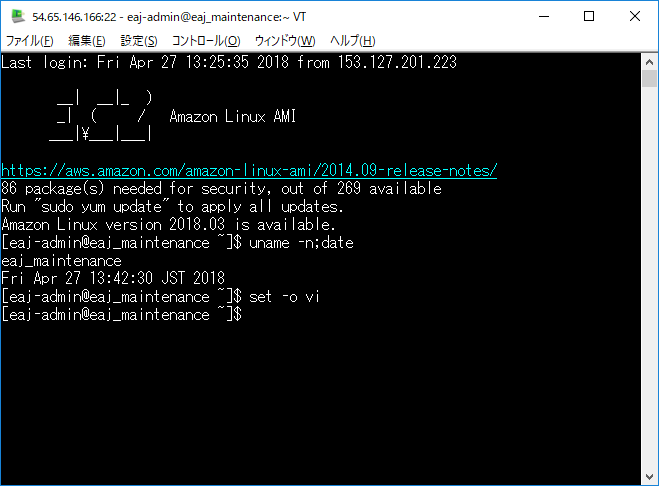 54.65.146.166:22 - eaj-admin@eaj_maintenance:~ VT
ファイル(F) 編集(E) 設定(S) コントロール(O) ウィンドウ(W) ヘルプ(H)
Last login: Fri Apr 27 13:25:35 2018 from 153.127.201.223
       __|  __|_  )
       _|  (     /   Amazon Linux AMI
      ___|¥___|___|
https://aws.amazon.com/amazon-linux-ami/2014.09-release-notes/
86 package(s) needed for security, out of 269 available
Run "sudo yum update" to apply all updates.
Amazon Linux version 2018.03 is available.
[eaj-admin@eaj_maintenance ~]$ uname -n;date
eaj_maintenance
Fri Apr 27 13:42:30 JST 2018
[eaj-admin@eaj_maintenance ~]$ set -o vi
[eaj-admin@eaj_maintenance ~]$